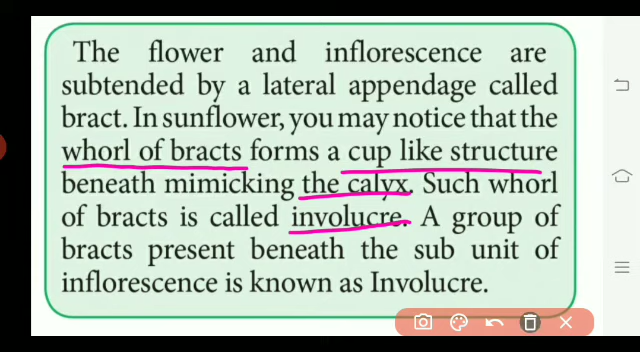 The flower and inflorescence are
subtended by a lateral appendage called
bract. In sunflower, you may notice that the
whorl of bracts forms a cup like structure
beneath mimicking the calyx. Such whorl
of bracts is called involucre. A group of
bracts present beneath the sub unit of
inflorescence is known as Involucre.